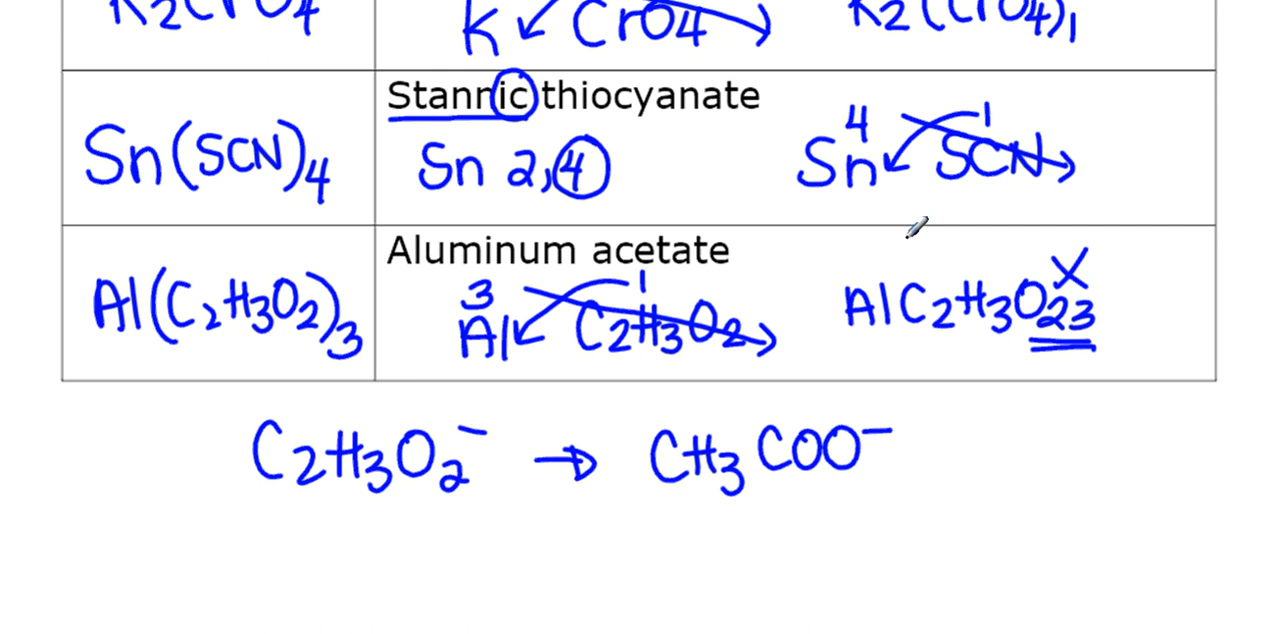 K2CrO4 K CrO4 K2(CrO4)1
Stannic thiocyanate
Sn(SCN)4 Sn 2,4 4 Sn 1 SCN
Aluminum acetate
Al(C2H3O2)3 3 Al 1 C2H3O2 AlC2H3O23 X
C2H3O2⁻ → CH3COO⁻